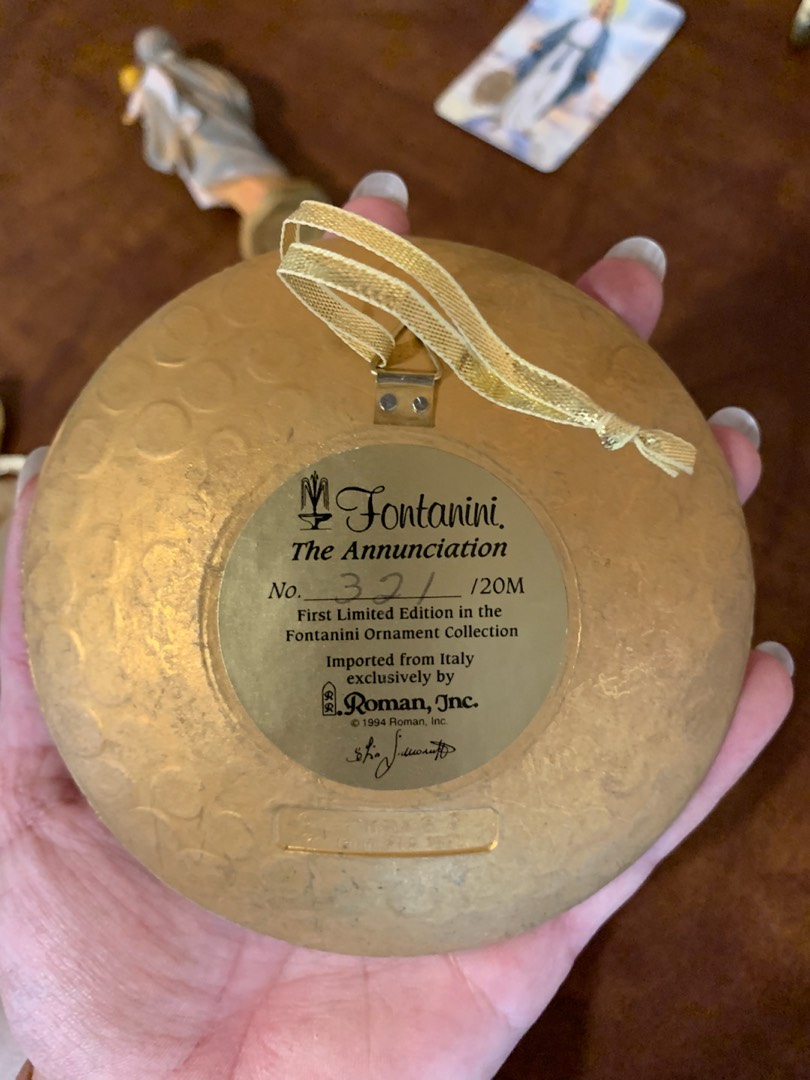 Fontanini.
The Annunciation
No. 321 /20M
First Limited Edition in the
Fontanini Ornament Collection
Imported from Italy
exclusively by
RR. Roman, Inc.
© 1994 Roman, Inc.